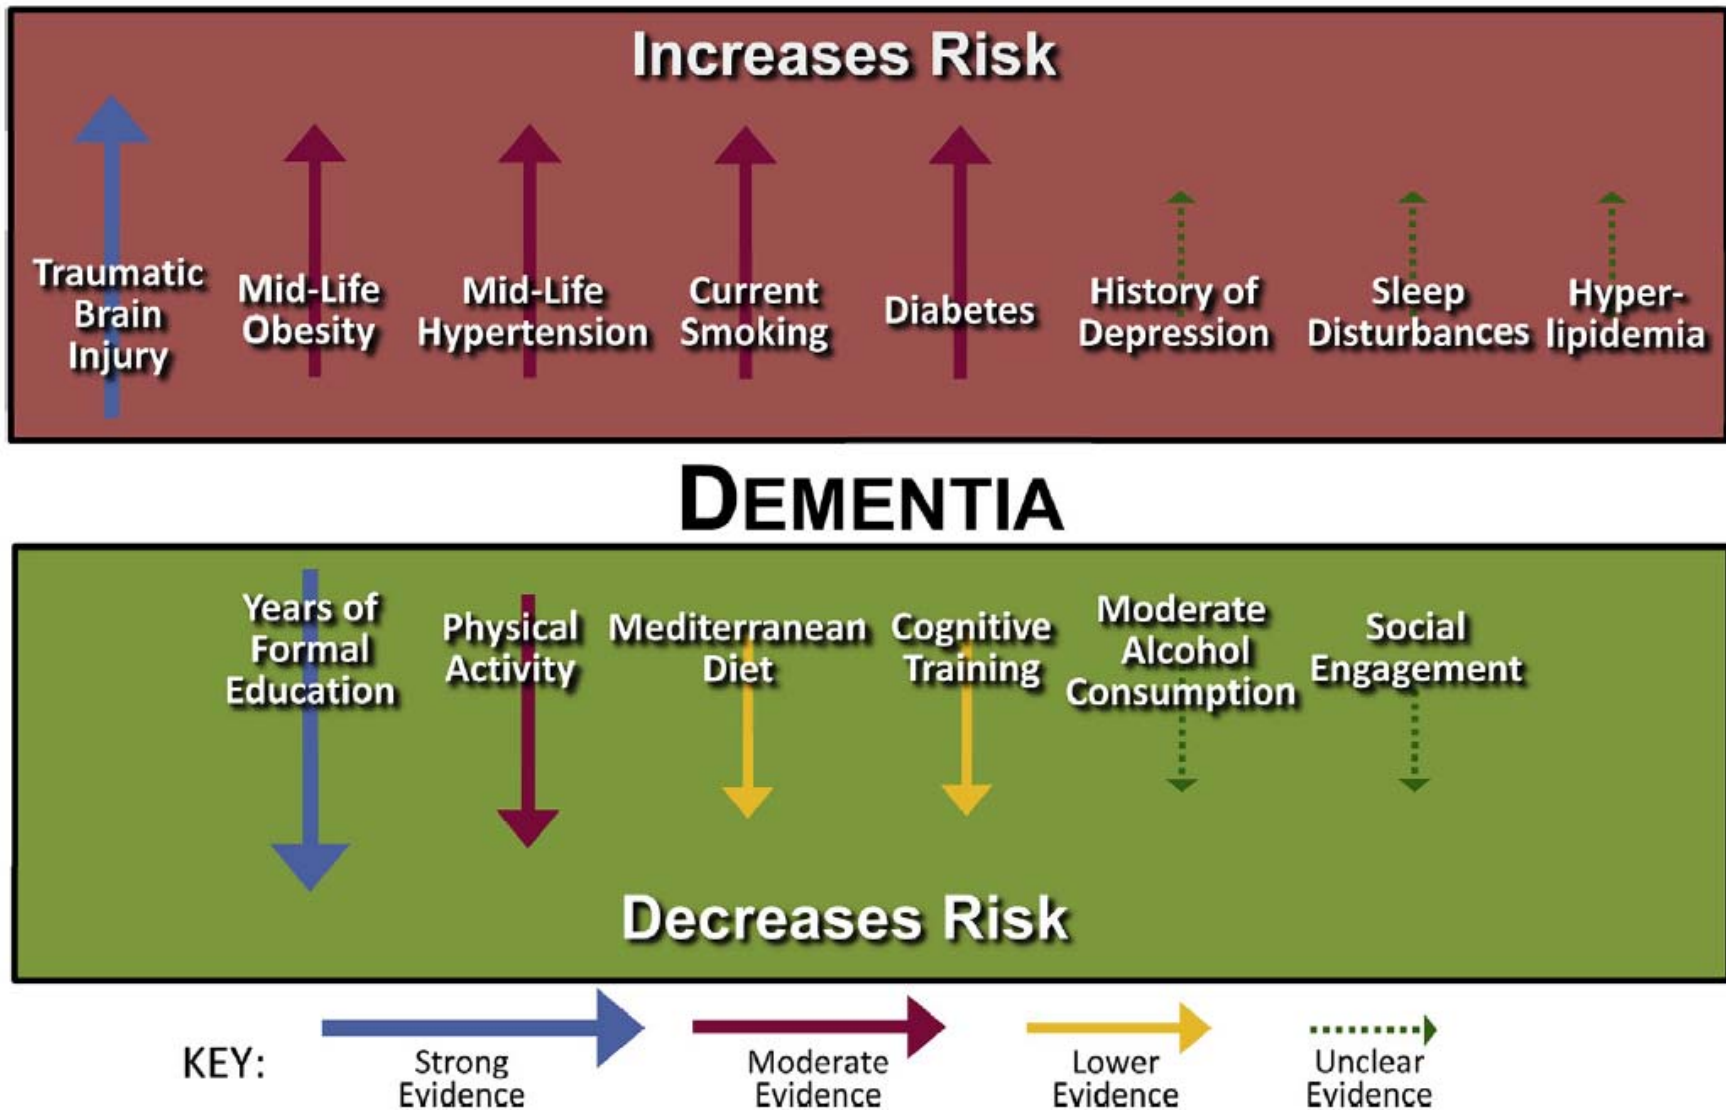 Increases Risk
Traumatic
Brain
Injury
Mid-Life
Obesity
Mid-Life
Hypertension
Current
Smoking
Diabetes
History of
Depression
Sleep
Disturbances
Hyper-
lipidemia
DEMENTIA
Years of
Formal
Education
Physical
Activity
Mediterranean
Diet
Cognitive
Training
Moderate
Alcohol
Consumption
Social
Engagement
Decreases Risk
KEY:
Strong
Evidence
Moderate
Evidence
Lower
Evidence
Unclear
Evidence